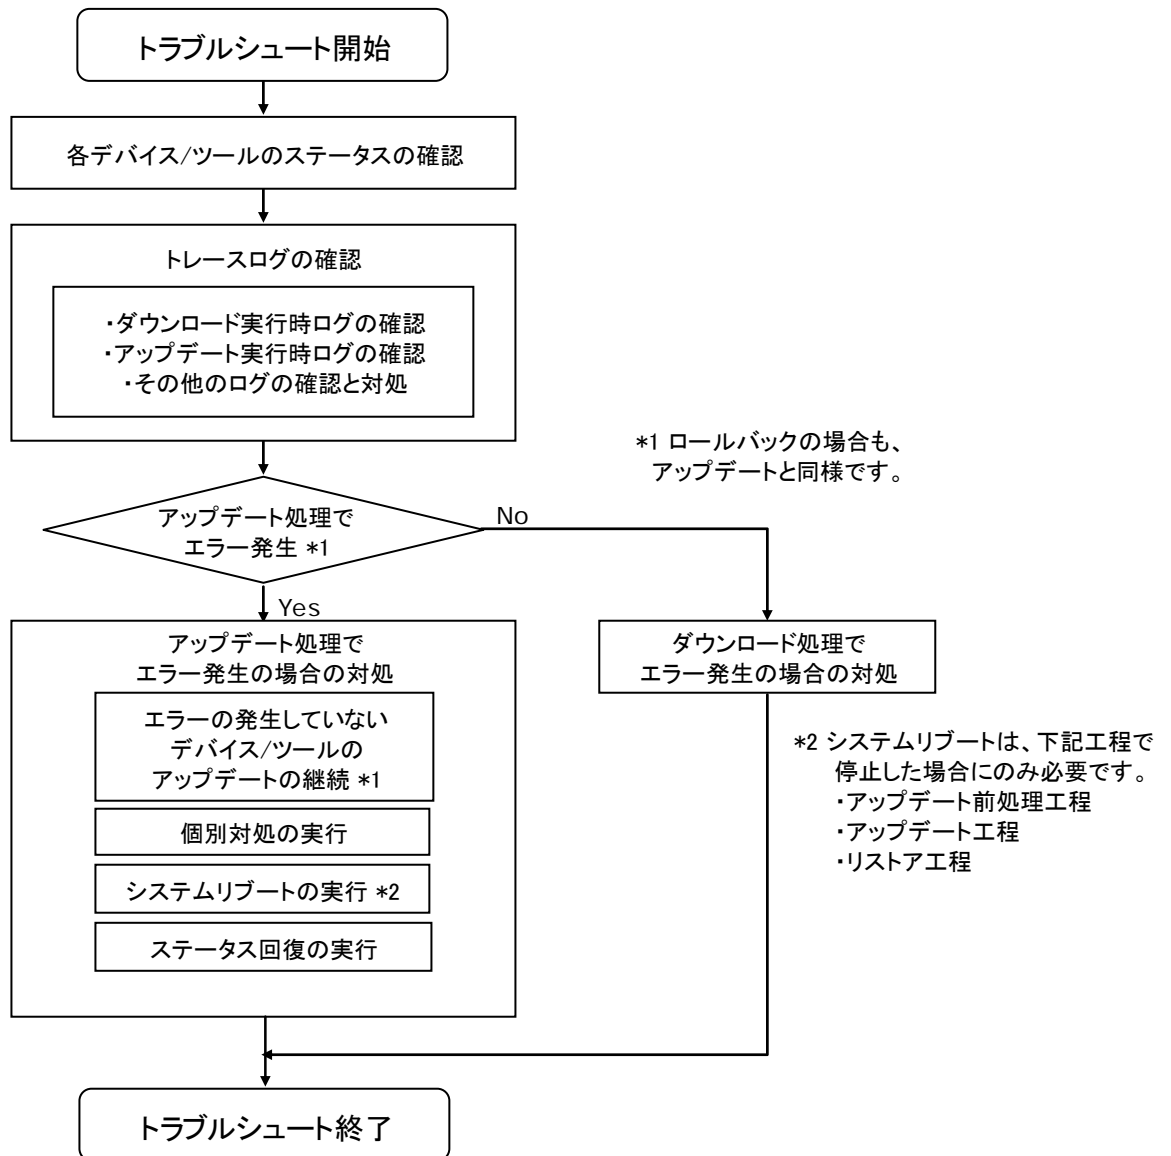 トラブルシュート開始
各デバイス/ツールのステータスの確認
トレースログの確認
・ダウンロード実行時ログの確認
・アップデート実行時ログの確認
・その他のログの確認と対処
*1 ロールバックの場合も、
アップデートと同様です。
アップデート処理で
エラー発生 *1
No
Yes
アップデート処理で
エラー発生の場合の対処
エラーの発生していない
デバイス/ツールの
アップデートの継続 *1
個別対処の実行
システムリブートの実行 *2
ステータス回復の実行
ダウンロード処理で
エラー発生の場合の対処
*2 システムリブートは、下記工程で
停止した場合にのみ必要です。
・アップデート前処理工程
・アップデート工程
・リストア工程
トラブルシュート終了